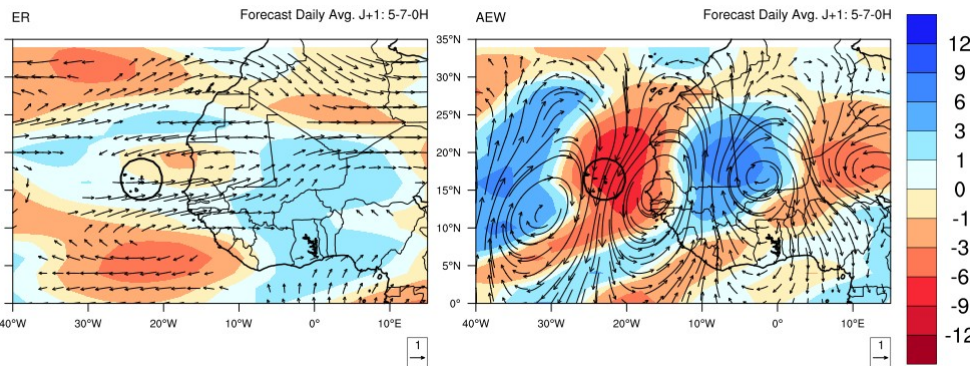 ER Forecast Daily Avg. J+1: 5-7-0H
AEW Forecast Daily Avg. J+1: 5-7-0H
35°N
30°N
25°N
20°N
15°N
10°N
5°N
0°
40°W 30°W 20°W 10°W 0° 10°E
40°W 30°W 20°W 10°W 0° 10°E
1
1
12
9
6
3
1
0
-1
-3
-6
-9
-12